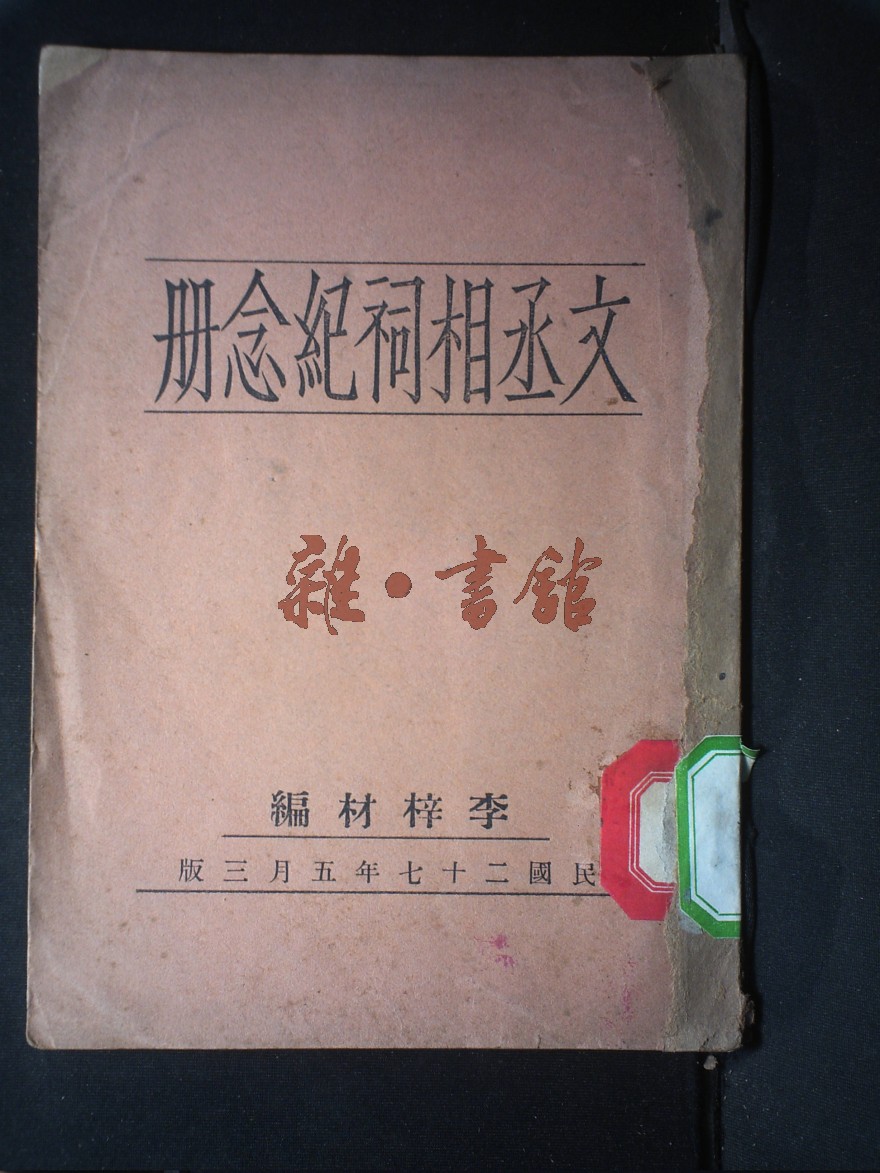 文丞相祠紀念册
雜·書館
李梓材編
民國二十七年五月三版